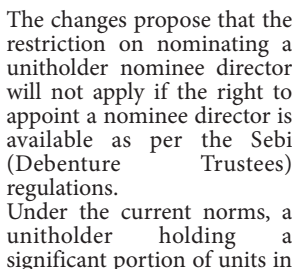 The changes propose that the
restriction on nominating a
unitholder nominee director
will not apply if the right to
appoint a nominee director is
available as per the Sebi
(Debenture Trustees)
regulations.
Under the current norms, a
unitholder holding a
significant portion of units in